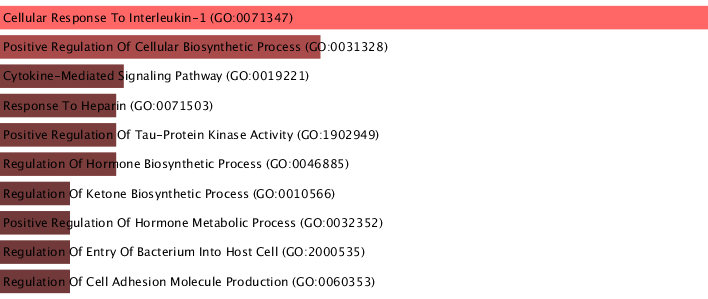 Cellular Response To Interleukin-1 (GO:0071347)
Positive Regulation Of Cellular Biosynthetic Process (GO:0031328)
Cytokine-Mediated Signaling Pathway (GO:0019221)
Response To Heparin (GO:0071503)
Positive Regulation Of Tau-Protein Kinase Activity (GO:1902949)
Regulation Of Hormone Biosynthetic Process (GO:0046885)
Regulation Of Ketone Biosynthetic Process (GO:0010566)
Positive Regulation Of Hormone Metabolic Process (GO:0032352)
Regulation Of Entry Of Bacterium Into Host Cell (GO:2000535)
Regulation Of Cell Adhesion Molecule Production (GO:0060353)